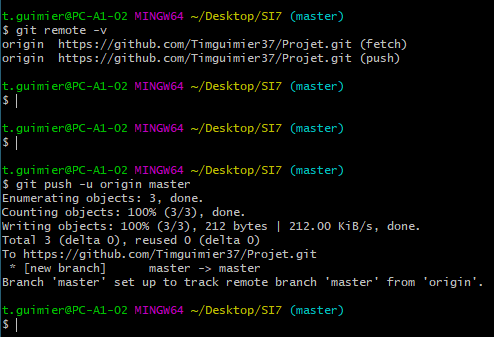 t.guimier@PC-A1-02 MINGW64 ~/Desktop/SI7 (master)
$ git remote -v
origin  https://github.com/Timguimier37/Projet.git (fetch)
origin  https://github.com/Timguimier37/Projet.git (push)
t.guimier@PC-A1-02 MINGW64 ~/Desktop/SI7 (master)
$
t.guimier@PC-A1-02 MINGW64 ~/Desktop/SI7 (master)
$
t.guimier@PC-A1-02 MINGW64 ~/Desktop/SI7 (master)
$ git push -u origin master
Enumerating objects: 3, done.
Counting objects: 100% (3/3), done.
Writing objects: 100% (3/3), 212 bytes | 212.00 KiB/s, done.
Total 3 (delta 0), reused 0 (delta 0)
To https://github.com/Timguimier37/Projet.git
 * [new branch]      master -> master
Branch 'master' set up to track remote branch 'master' from 'origin'.
t.guimier@PC-A1-02 MINGW64 ~/Desktop/SI7 (master)
$